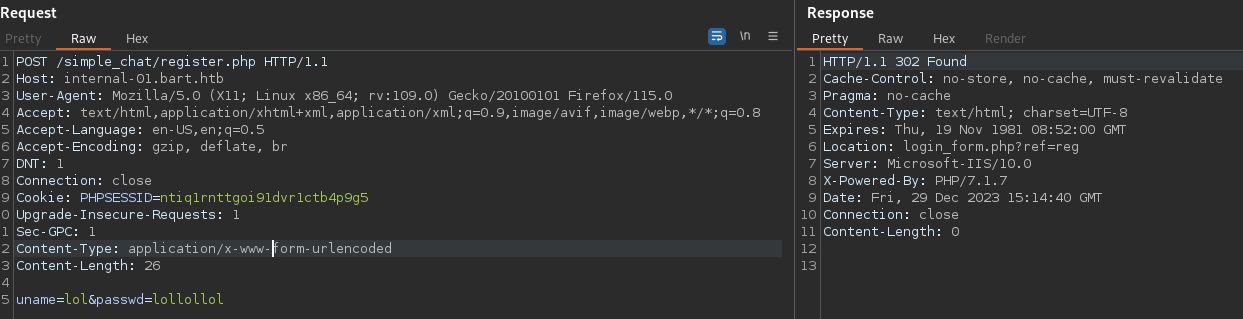 Request
Pretty Raw Hex \n
1 POST /simple_chat/register.php HTTP/1.1
2 Host: internal-01.bart.htb
3 User-Agent: Mozilla/5.0 (X11; Linux x86_64; rv:109.0) Gecko/20100101 Firefox/115.0
4 Accept: text/html,application/xhtml+xml,application/xml;q=0.9,image/avif,image/webp,*/*;q=0.8
5 Accept-Language: en-US,en;q=0.5
6 Accept-Encoding: gzip, deflate, br
7 DNT: 1
8 Connection: close
9 Cookie: PHPSESSID=ntiq1rnttgoi91dvr1ctb4p9g5
0 Upgrade-Insecure-Requests: 1
1 Sec-GPC: 1
2 Content-Type: application/x-www-form-urlencoded
3 Content-Length: 26
4
5 uname=lol&passwd=lollollol
Response
Pretty Raw Hex Render
1 HTTP/1.1 302 Found
2 Cache-Control: no-store, no-cache, must-revalidate
3 Pragma: no-cache
4 Content-Type: text/html; charset=UTF-8
5 Expires: Thu, 19 Nov 1981 08:52:00 GMT
6 Location: login_form.php?ref=reg
7 Server: Microsoft-IIS/10.0
8 X-Powered-By: PHP/7.1.7
9 Date: Fri, 29 Dec 2023 15:14:40 GMT
10 Connection: close
11 Content-Length: 0
12
13